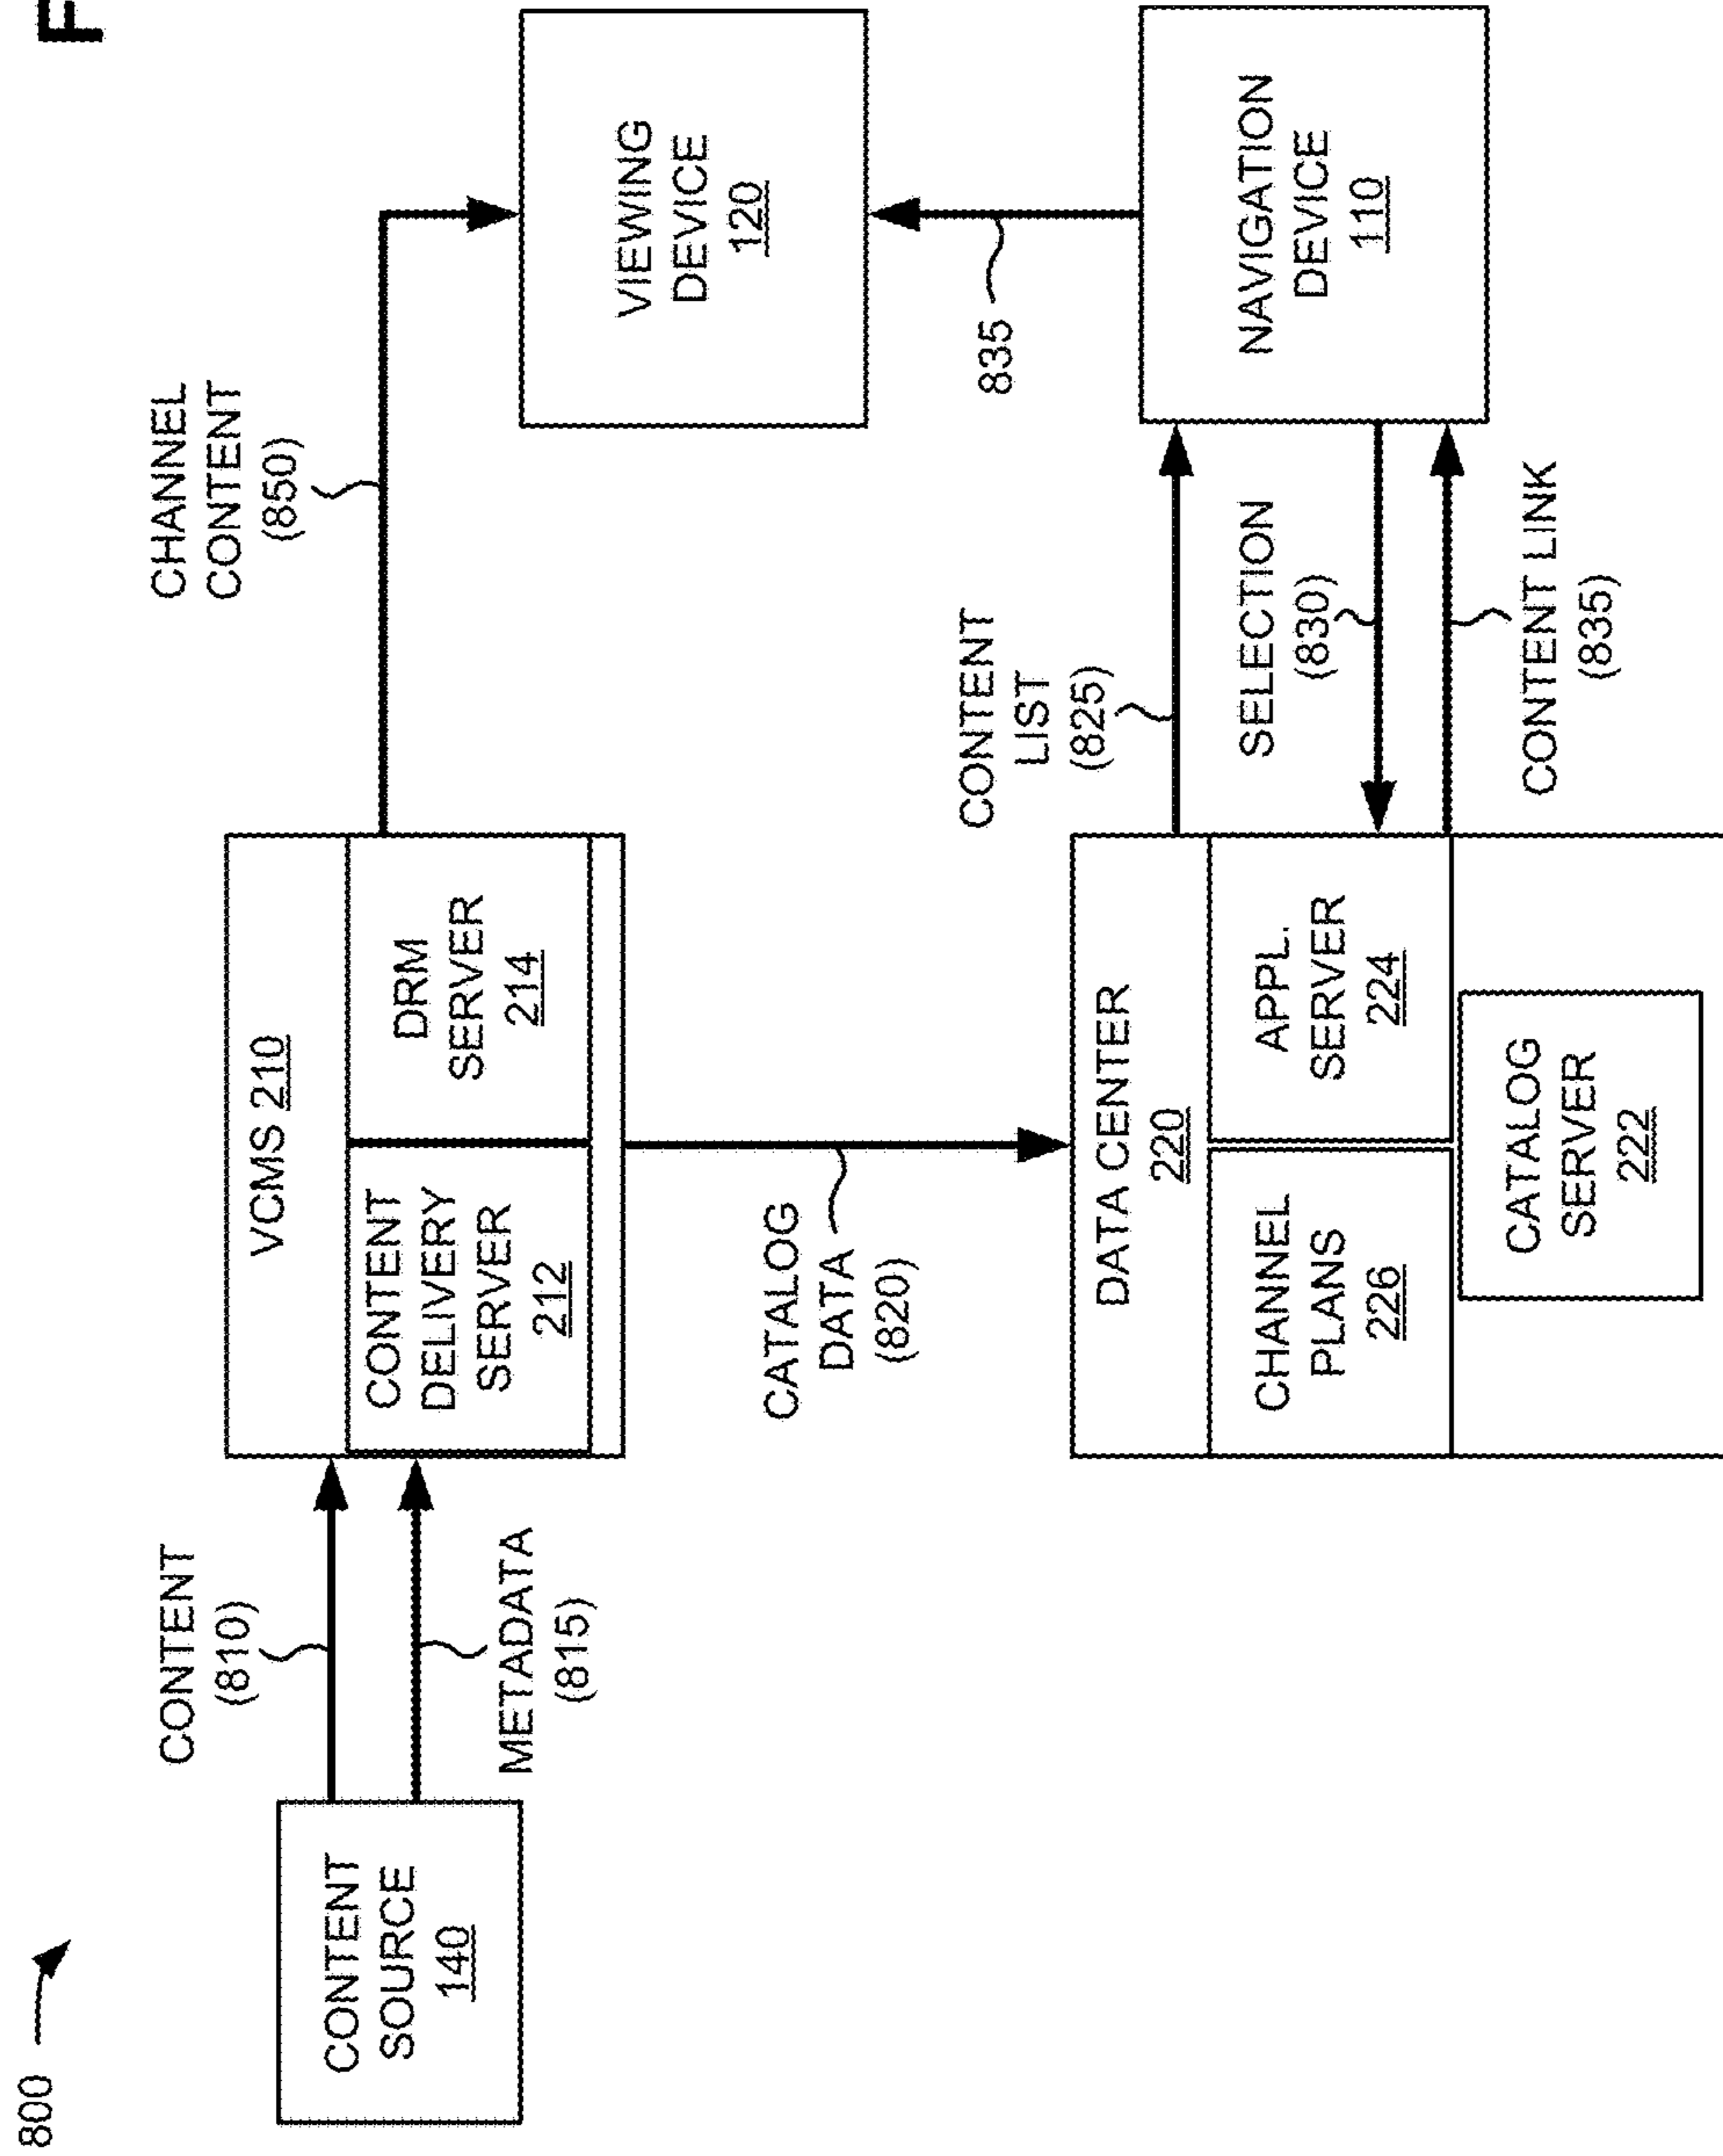 800
F
CONTENT
SOURCE
140
CONTENT
(810)
METADATA
(815)
VCMS 210
CONTENT
DELIVERY
SERVER
212
DRM
SERVER
214
CHANNEL
CONTENT
(850)
VIEWING
DEVICE
120
CATALOG
DATA
(820)
DATA CENTER
220
CHANNEL
PLANS
226
APPL.
SERVER
224
CATALOG
SERVER
222
CONTENT
LIST
(825)
SELECTION
(830)
CONTENT LINK
(835)
835
NAVIGATION
DEVICE
110